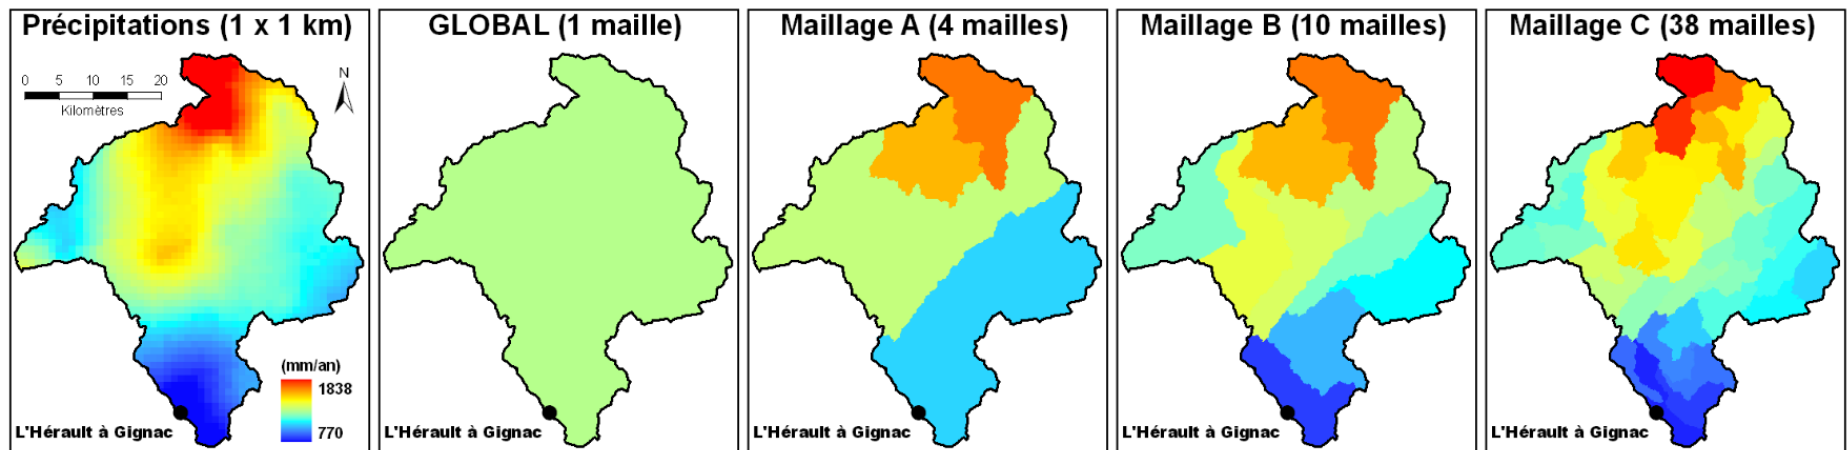 Précipitations (1 x 1 km)
0 5 10 15 20
Kilomètres
N
(mm/an)
1838
770
L'Hérault à Gignac
GLOBAL (1 maille)
L'Hérault à Gignac
Maillage A (4 mailles)
L'Hérault à Gignac
Maillage B (10 mailles)
L'Hérault à Gignac
Maillage C (38 mailles)
L'Hérault à Gignac